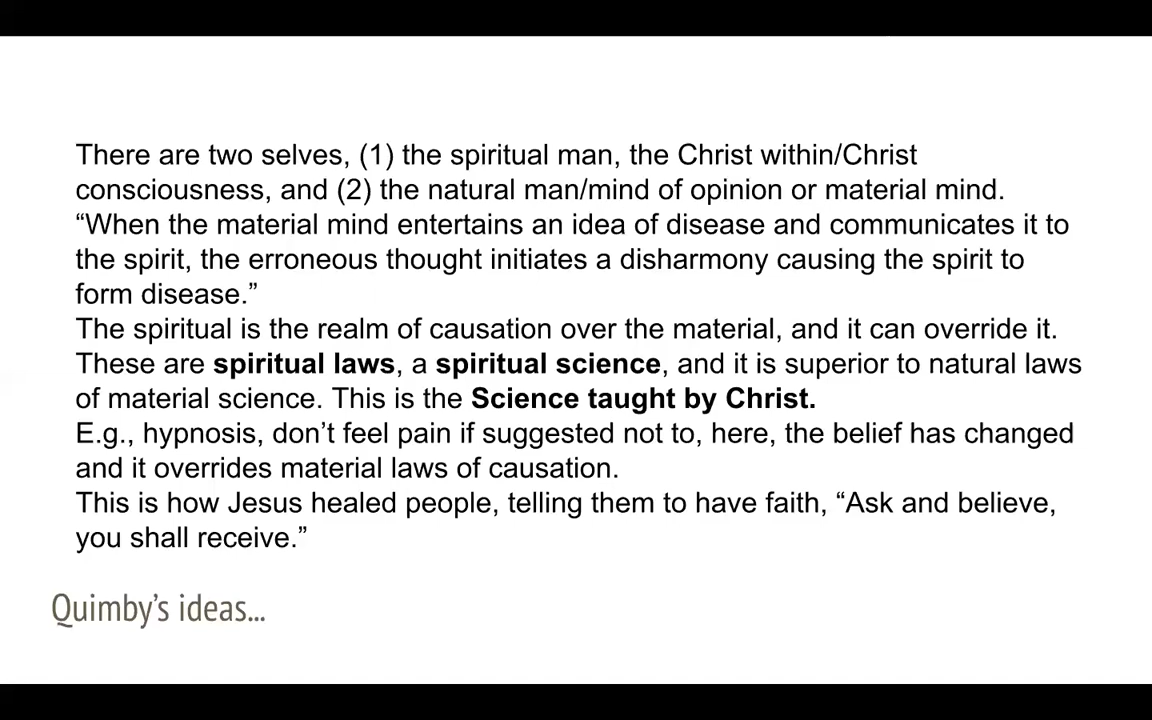 There are two selves, (1) the spiritual man, the Christ within/Christ
consciousness, and (2) the natural man/mind of opinion or material mind.
“When the material mind entertains an idea of disease and communicates it to
the spirit, the erroneous thought initiates a disharmony causing the spirit to
form disease.”
The spiritual is the realm of causation over the material, and it can override it.
These are spiritual laws, a spiritual science, and it is superior to natural laws
of material science. This is the Science taught by Christ.
E.g., hypnosis, don’t feel pain if suggested not to, here, the belief has changed
and it overrides material laws of causation.
This is how Jesus healed people, telling them to have faith, “Ask and believe,
you shall receive.”
Quimby’s ideas...